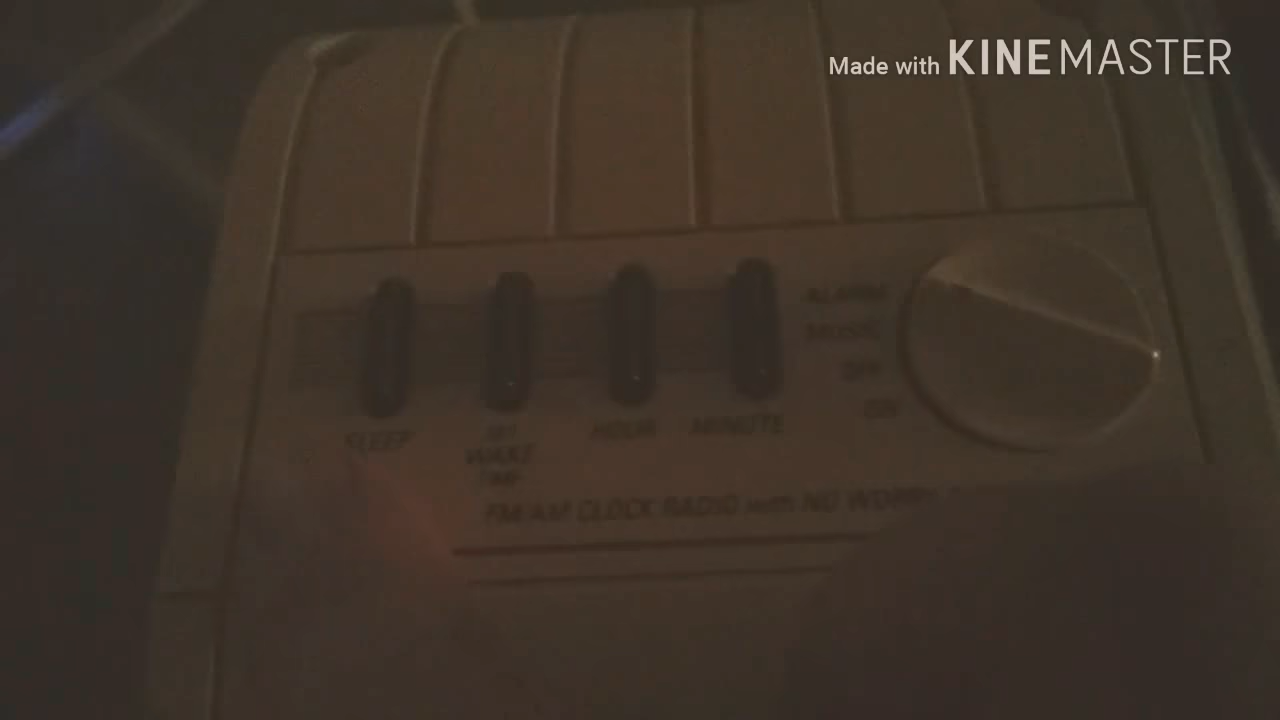 Made with KINEMASTER
ALARM
MUSIC
OFF
ON
SLEEP
SET
WAKE
TIME
HOUR
MINUTE
FM/AM CLOCK RADIO with NO WORRY